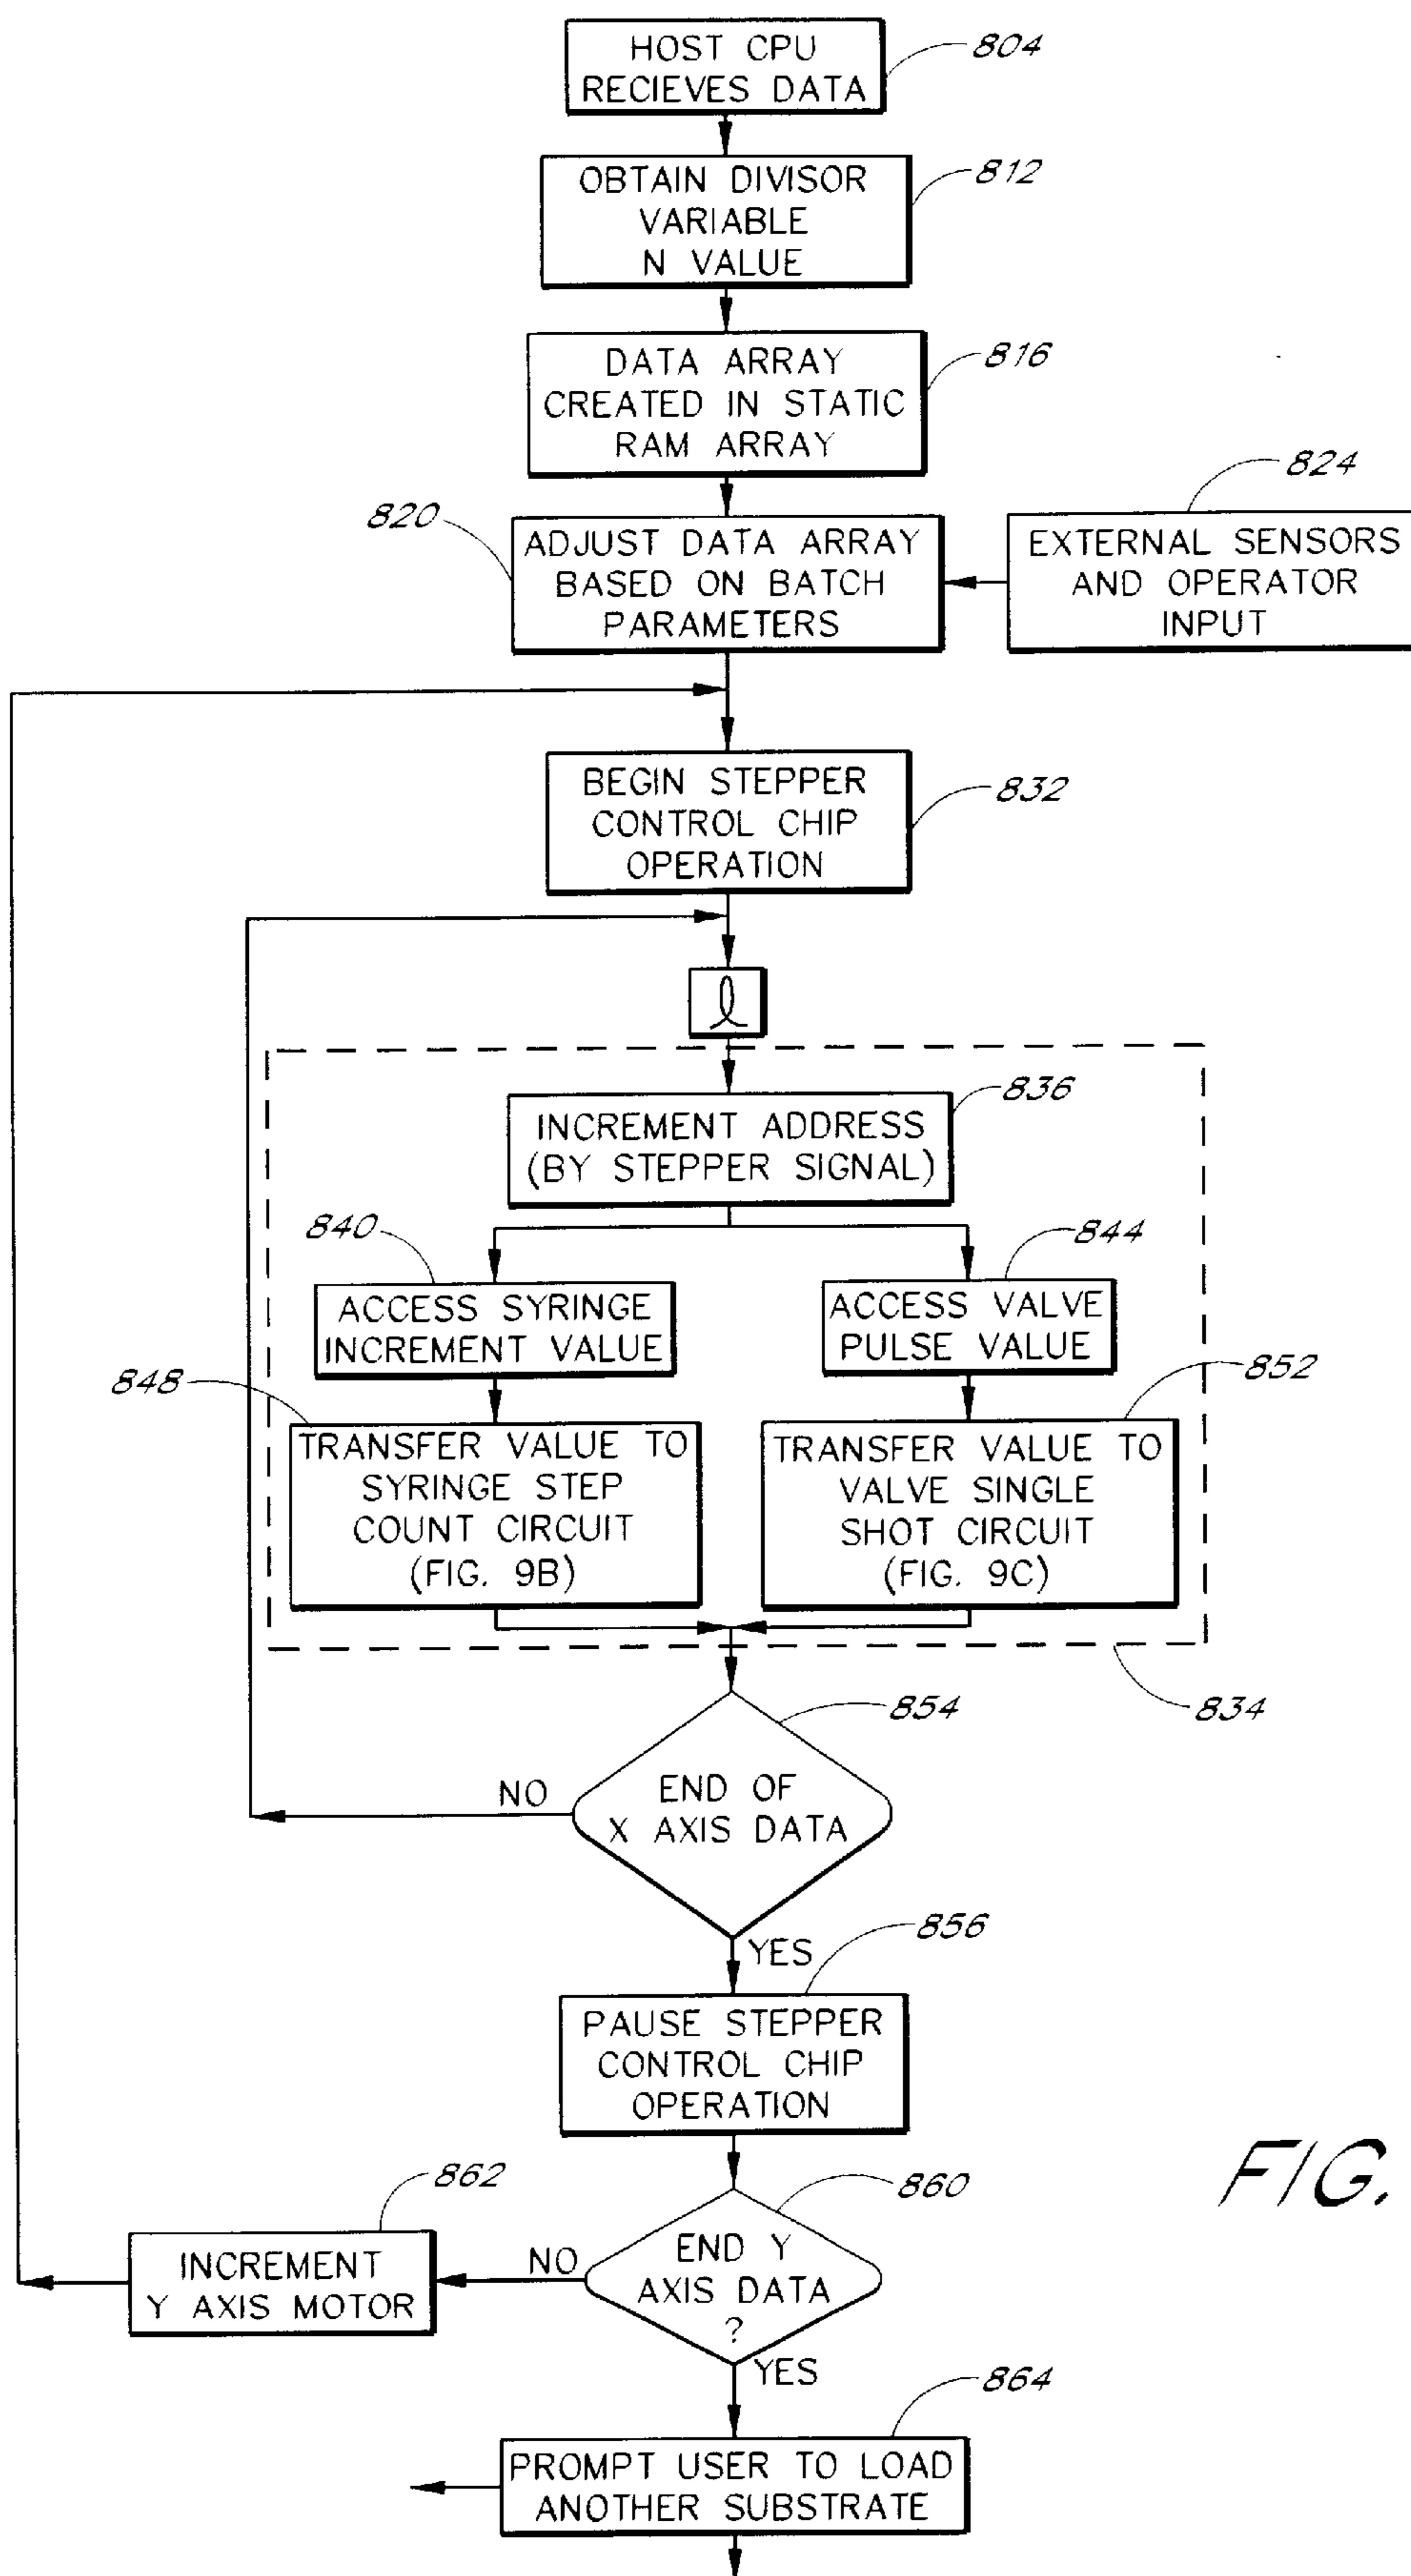 HOST CPU
RECIEVES DATA
804
OBTAIN DIVISOR
VARIABLE
N VALUE
812
DATA ARRAY
CREATED IN STATIC
RAM ARRAY
816
820
ADJUST DATA ARRAY
BASED ON BATCH
PARAMETERS
824
EXTERNAL SENSORS
AND OPERATOR
INPUT
BEGIN STEPPER
CONTROL CHIP
OPERATION
832
ℓ
INCREMENT ADDRESS
(BY STEPPER SIGNAL)
836
840
ACCESS SYRINGE
INCREMENT VALUE
844
ACCESS VALVE
PULSE VALUE
848
TRANSFER VALUE TO
SYRINGE STEP
COUNT CIRCUIT
(FIG. 9B)
852
TRANSFER VALUE TO
VALVE SINGLE
SHOT CIRCUIT
(FIG. 9C)
834
854
END OF
X AXIS DATA
NO
YES
856
PAUSE STEPPER
CONTROL CHIP
OPERATION
860
END Y
AXIS DATA
?
NO
862
INCREMENT
Y AXIS MOTOR
YES
864
PROMPT USER TO LOAD
ANOTHER SUBSTRATE
FIG.